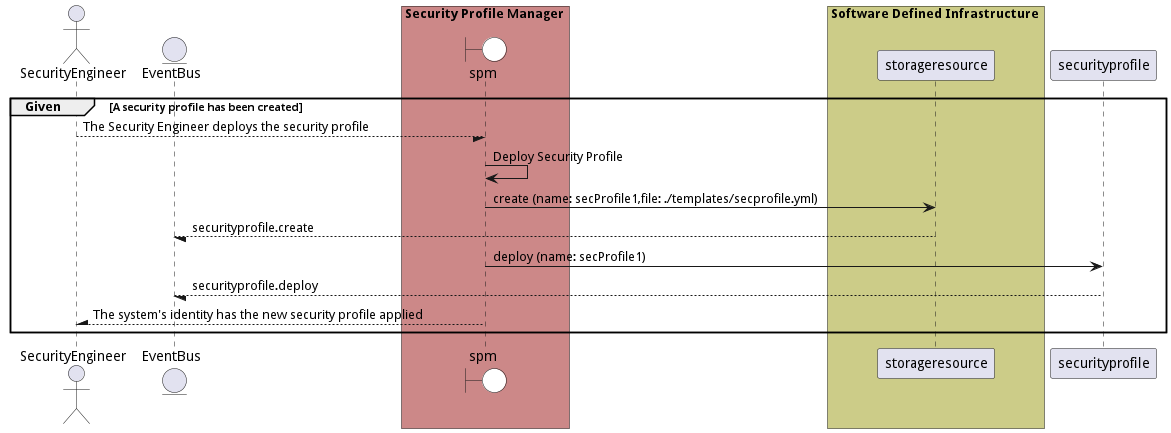 Security Profile Manager
Software Defined Infrastructure
SecurityEngineer
EventBus
spm
storageresource
securityprofile
Given
[A security profile has been created]
The Security Engineer deploys the security profile
Deploy Security Profile
create (name: secProfile1,file: ./templates/secprofile.yml)
securityprofile.create
deploy (name: secProfile1)
securityprofile.deploy
The system's identity has the new security profile applied
SecurityEngineer
EventBus
spm
storageresource
securityprofile